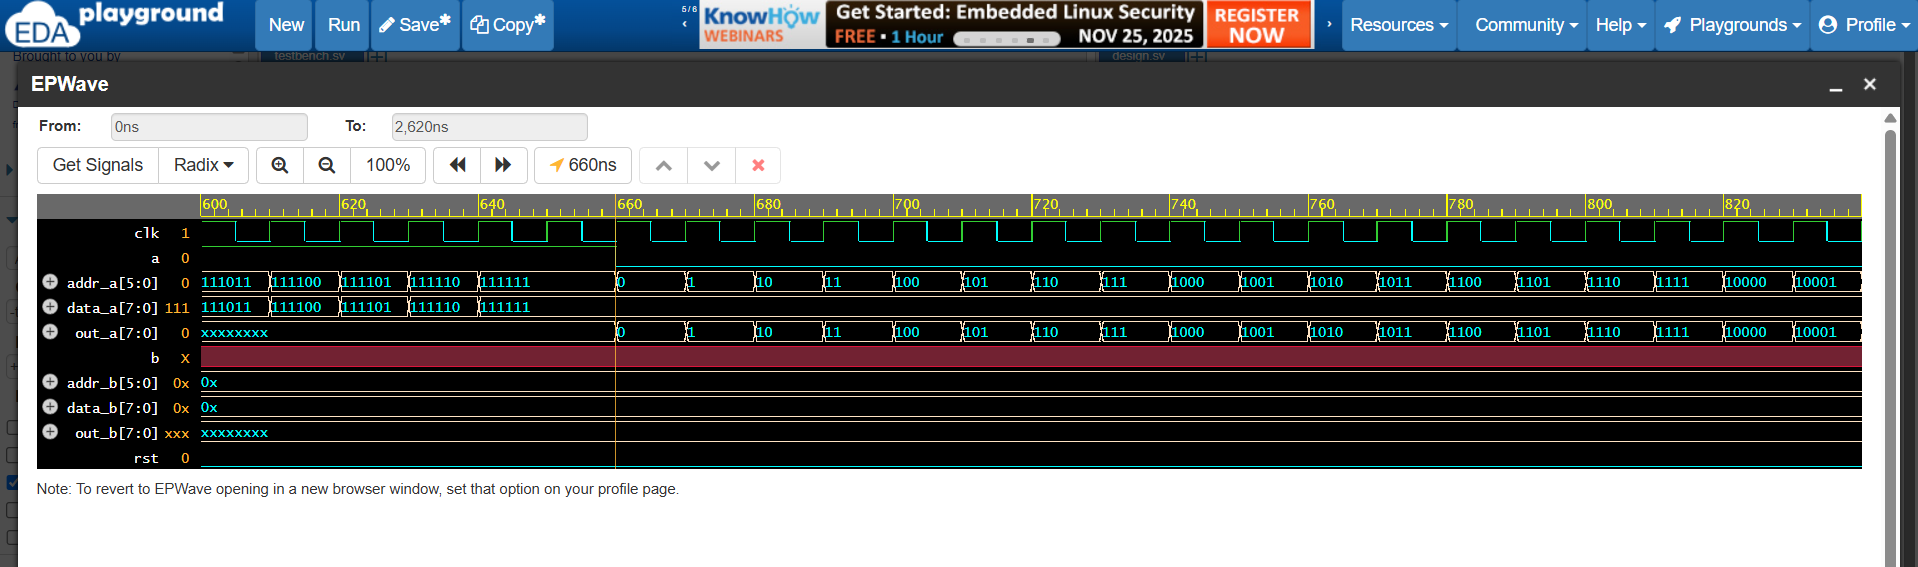 EDA playground
New
Run
Save*
Copy*
5 / 6
KnowHow
WEBINARS
Get Started: Embedded Linux Security
FREE ▪ 1 Hour
NOV 25, 2025
REGISTER
NOW
Resources
Community
Help
Playgrounds
Profile
Brought to you by
testbench.sv
design.sv
EPWave
From:
0ns
To:
2,620ns
Get Signals
Radix
100%
660ns
600 620 640 660 680 700 720 740 760 780 800 820
clk 1
a 0
addr_a[5:0] 0 111011 111100 111101 111110 111111 0 1 10 11 100 101 110 111 1000 1001 1010 1011 1100 1101 1110 1111 10000 10001
data_a[7:0] 111 111011 111100 111101 111110 111111
out_a[7:0] 0 xxxxxxxx 0 1 10 11 100 101 110 111 1000 1001 1010 1011 1100 1101 1110 1111 10000 10001
b X
addr_b[5:0] 0x 0x
data_b[7:0] 0x 0x
out_b[7:0] xxx xxxxxxxx
rst 0
Note: To revert to EPWave opening in a new browser window, set that option on your profile page.